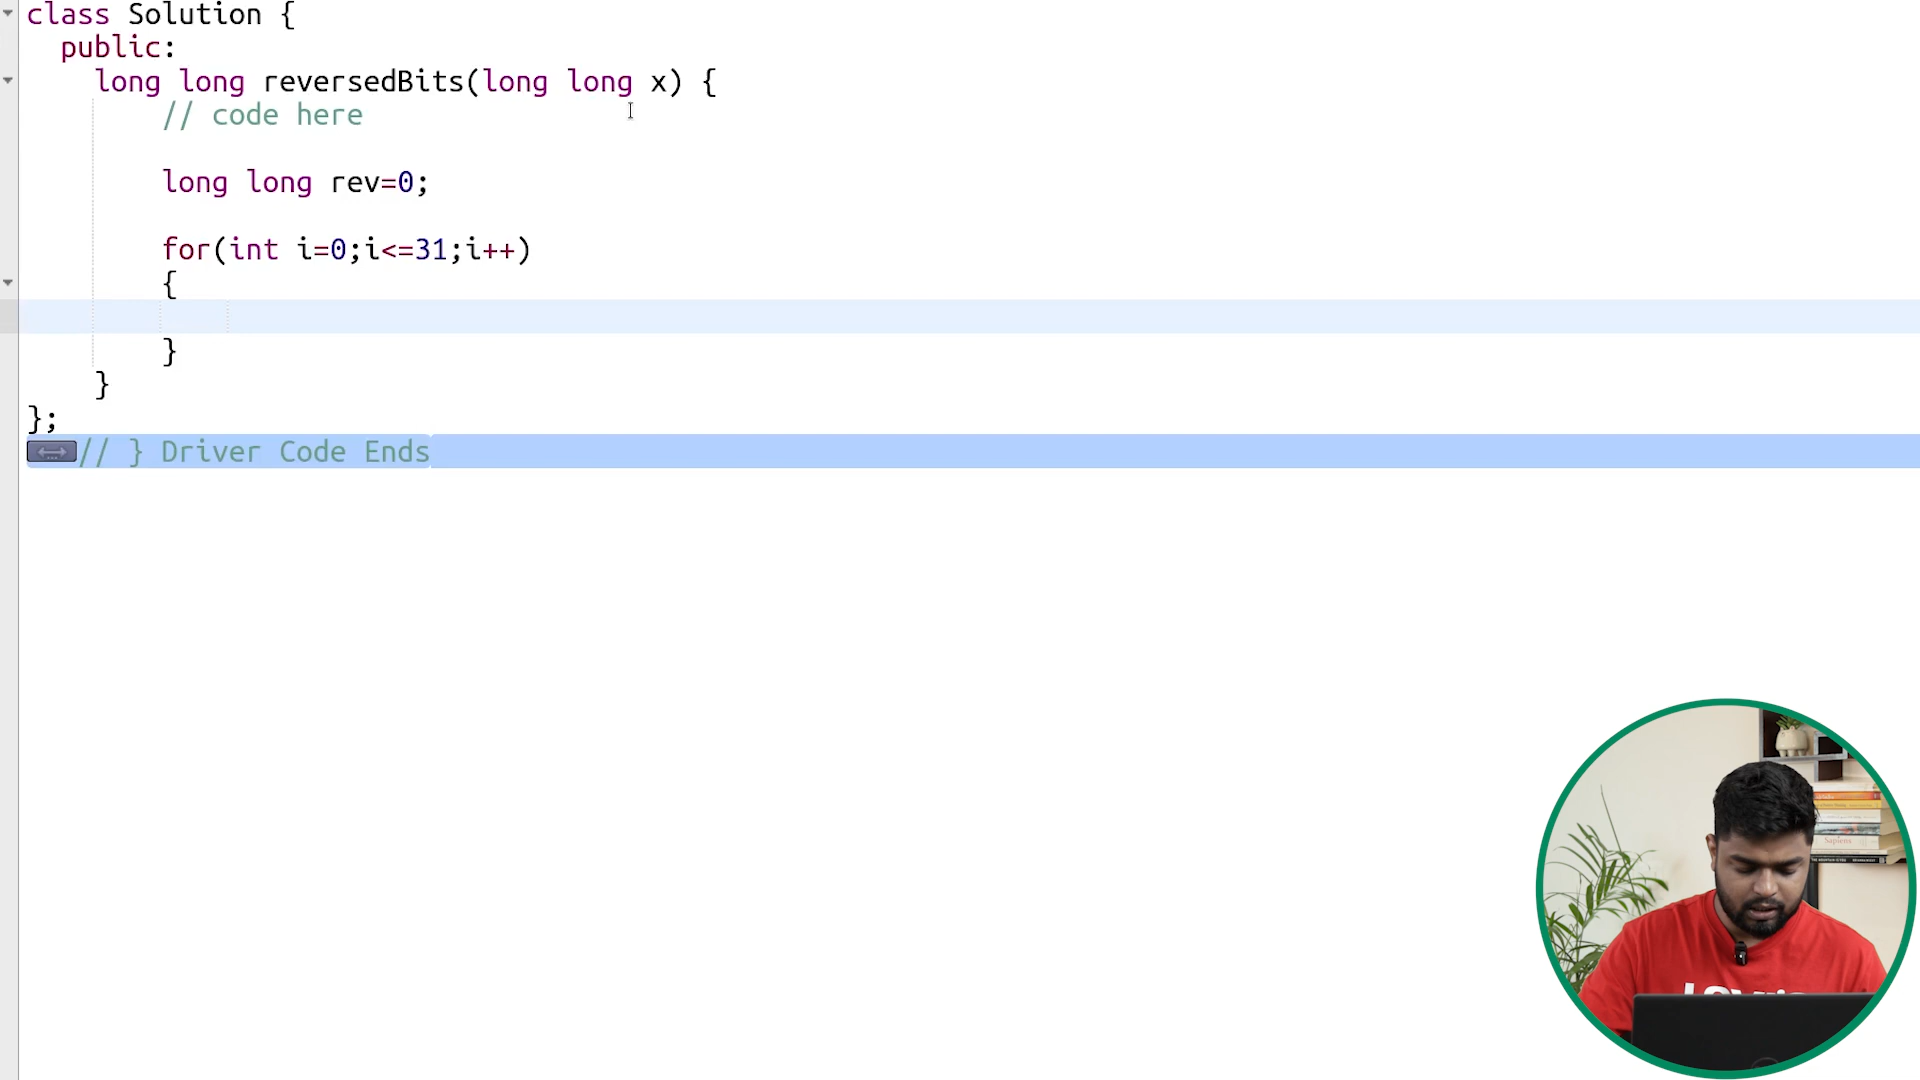 class Solution {
public:
long long reversedBits(long long x) {
// code here
long long rev=0;
for(int i=0;i<=31;i++)
{
}
}
};
// } Driver Code Ends
Sapiens